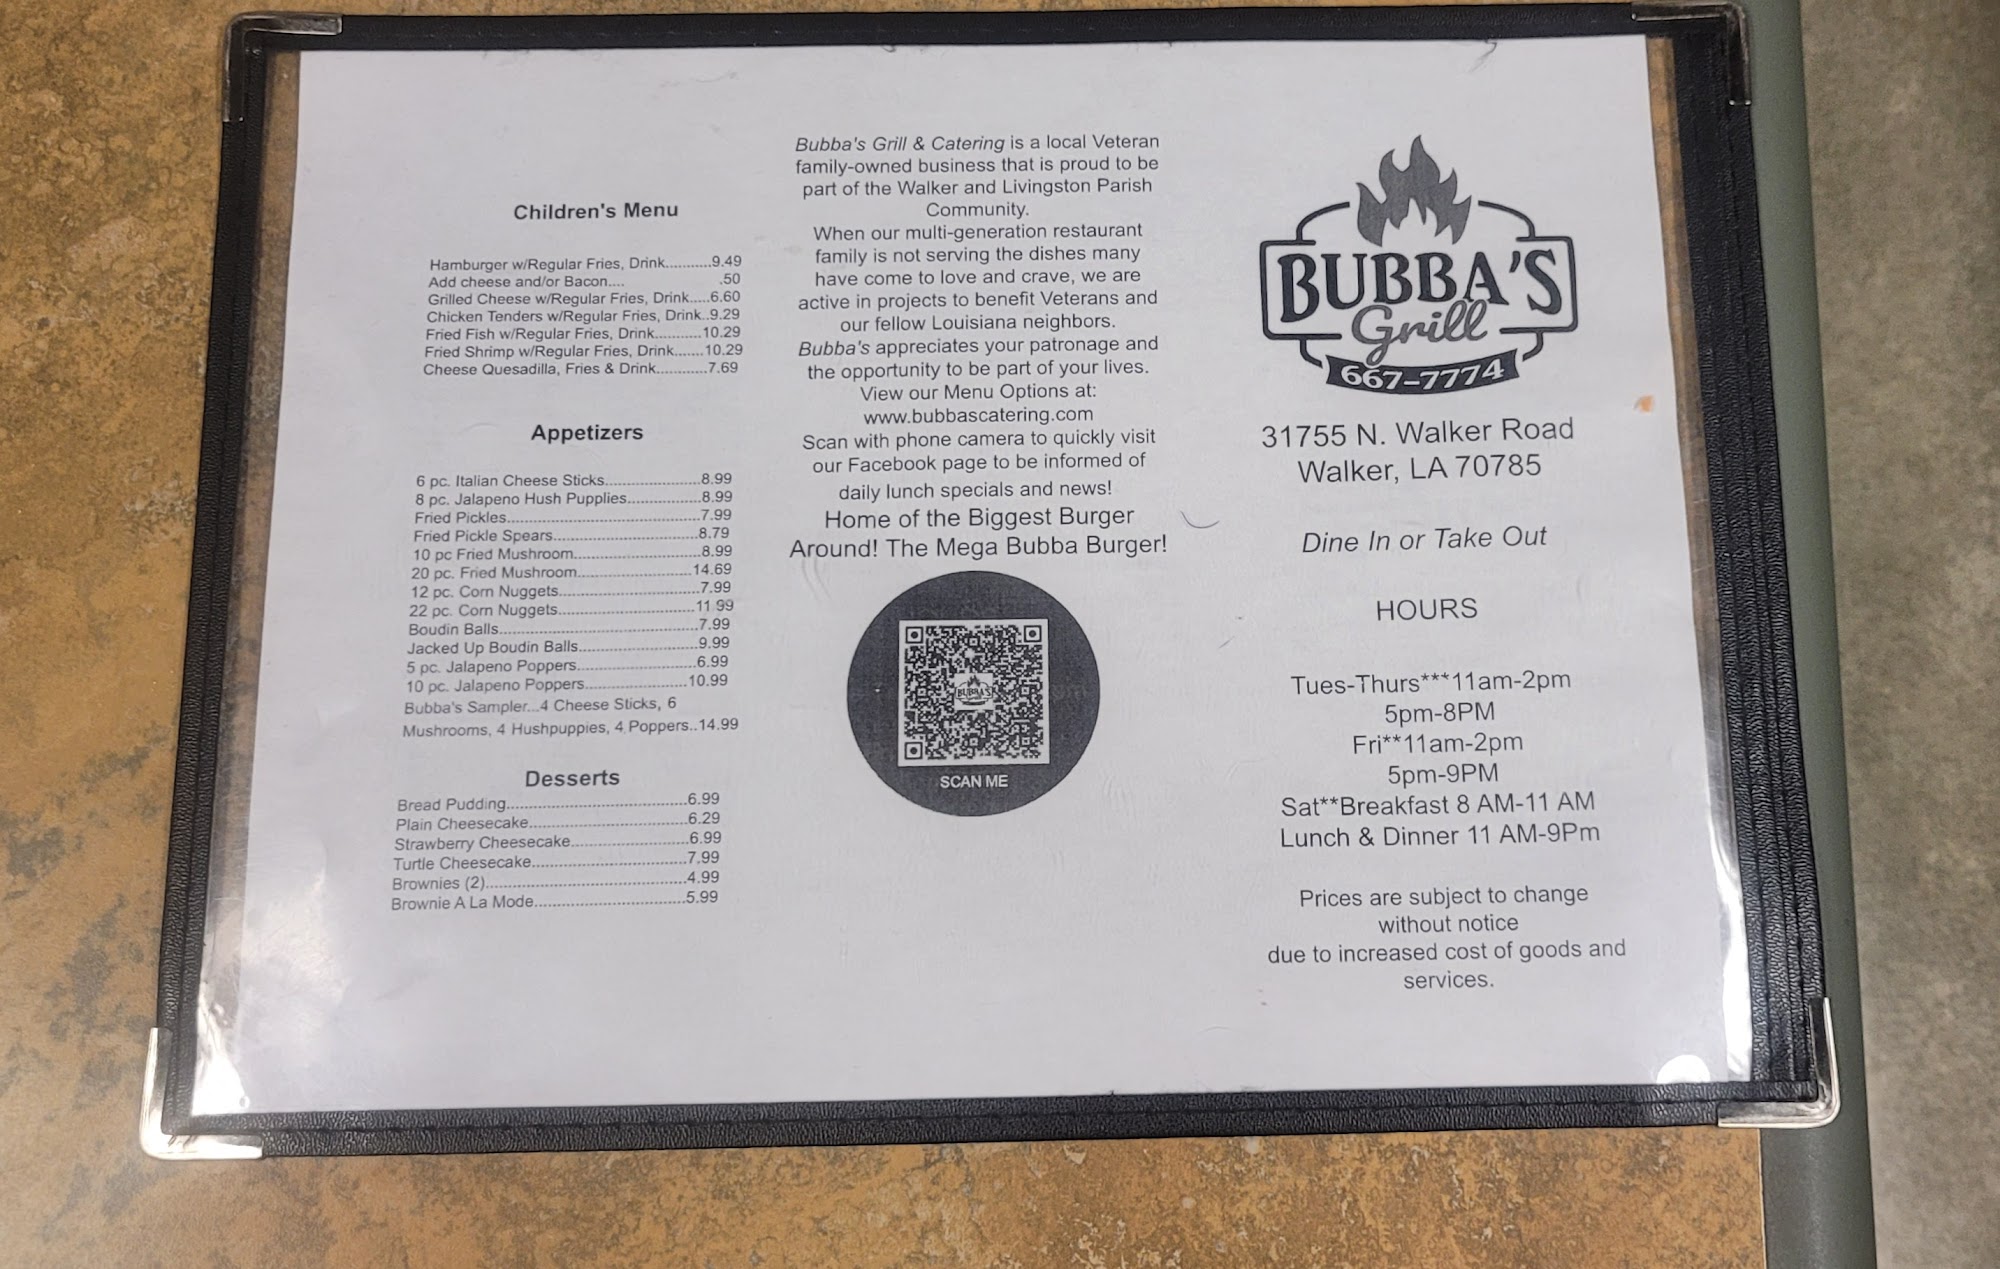 Children's Menu
Hamburger w/Regular Fries, Drink...........9.49
Add cheese and/or Bacon.... .50
Grilled Cheese w/Regular Fries, Drink.....6.60
Chicken Tenders w/Regular Fries, Drink..9.29
Fried Fish w/Regular Fries, Drink...........10.29
Fried Shrimp w/Regular Fries, Drink.......10.29
Cheese Quesadilla, Fries & Drink............7.69
Appetizers
6 pc. Italian Cheese Sticks......................8.99
8 pc. Jalapeno Hush Pupplies.................8.99
Fried Pickles.............................................7.99
Fried Pickle Spears..................................8.79
10 pc Fried Mushroom.............................8.99
20 pc. Fried Mushroom..........................14.69
12 pc. Corn Nuggets................................7.99
22 pc. Corn Nuggets...............................11 99
Boudin Balls..............................................7.99
Jacked Up Boudin Balls............................9.99
5 pc. Jalapeno Poppers............................6.99
10 pc. Jalapeno Poppers........................10.99
Bubba's Sampler...4 Cheese Sticks, 6
Mushrooms, 4 Hushpuppies, 4 Poppers..14.99
Desserts
Bread Pudding..........................................6.99
Plain Cheesecake.....................................6.29
Strawberry Cheesecake...........................6.99
Turtle Cheesecake....................................7.99
Brownies (2)..............................................4.99
Brownie A La Mode...................................5.99
Bubba's Grill & Catering is a local Veteran
family-owned business that is proud to be
part of the Walker and Livingston Parish
Community.
When our multi-generation restaurant
family is not serving the dishes many
have come to love and crave, we are
active in projects to benefit Veterans and
our fellow Louisiana neighbors.
Bubba's appreciates your patronage and
the opportunity to be part of your lives.
View our Menu Options at:
www.bubbascatering.com
Scan with phone camera to quickly visit
our Facebook page to be informed of
daily lunch specials and news!
Home of the Biggest Burger
Around! The Mega Bubba Burger!
BUBBA'S
SCAN ME
BUBBA'S
Grill
667-7774
31755 N. Walker Road
Walker, LA 70785
Dine In or Take Out
HOURS
Tues-Thurs***11am-2pm
5pm-8PM
Fri**11am-2pm
5pm-9PM
Sat**Breakfast 8 AM-11 AM
Lunch & Dinner 11 AM-9Pm
Prices are subject to change
without notice
due to increased cost of goods and
services.